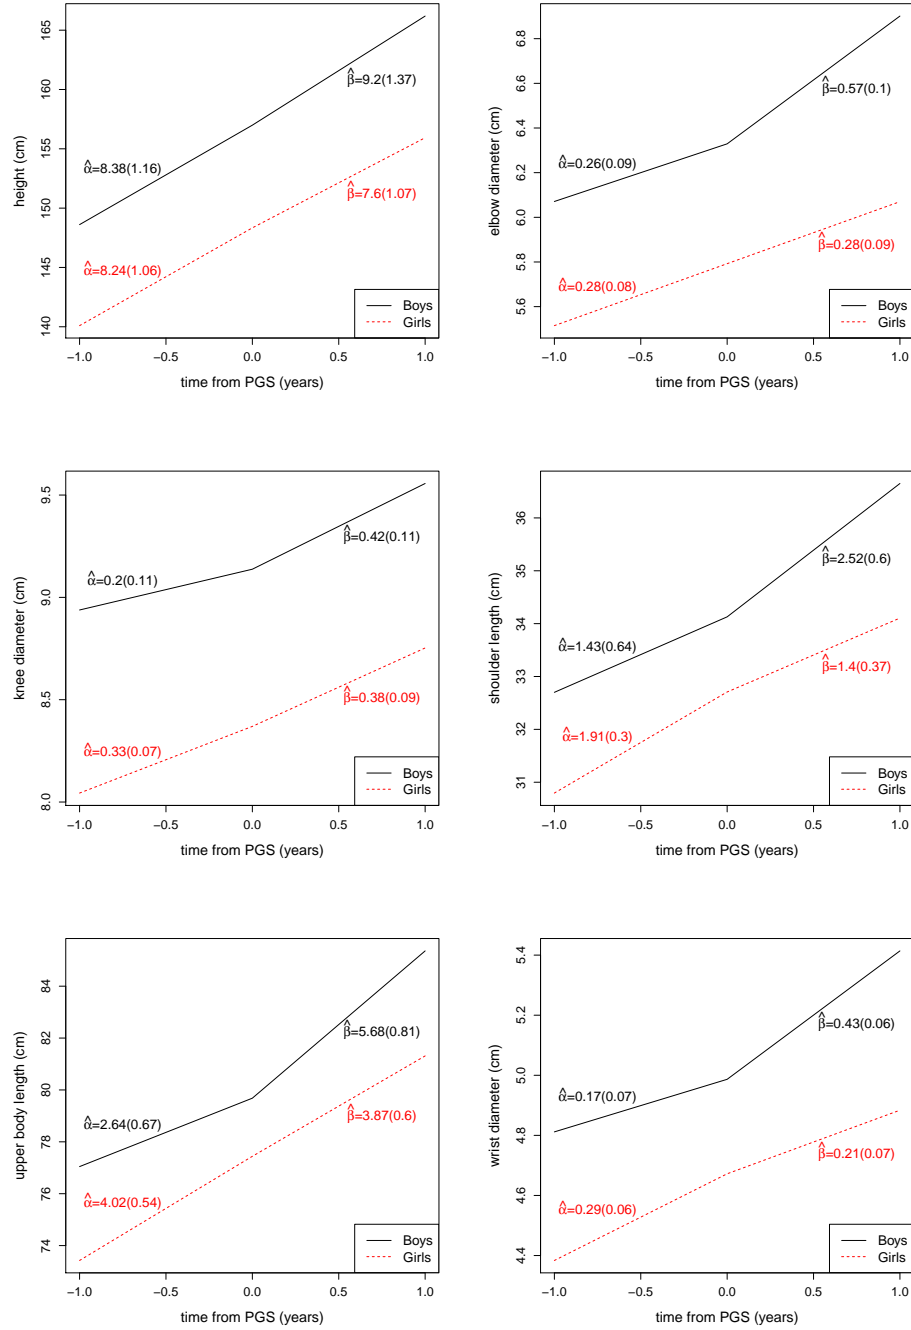 height (cm)
140 145 150 155 160 165
α̂=8.38(1.16)
β̂=9.2(1.37)
α̂=8.24(1.06)
β̂=7.6(1.07)
Boys
Girls
−1.0 −0.5 0.0 0.5 1.0
time from PGS (years)
elbow diameter (cm)
5.6 5.8 6.0 6.2 6.4 6.6 6.8
α̂=0.26(0.09)
β̂=0.57(0.1)
α̂=0.28(0.08)
β̂=0.28(0.09)
Boys
Girls
−1.0 −0.5 0.0 0.5 1.0
time from PGS (years)
knee diameter (cm)
8.0 8.5 9.0 9.5
α̂=0.2(0.11)
β̂=0.42(0.11)
α̂=0.33(0.07)
β̂=0.38(0.09)
Boys
Girls
−1.0 −0.5 0.0 0.5 1.0
time from PGS (years)
shoulder length (cm)
31 32 33 34 35 36
α̂=1.43(0.64)
β̂=2.52(0.6)
α̂=1.91(0.3)
β̂=1.4(0.37)
Boys
Girls
−1.0 −0.5 0.0 0.5 1.0
time from PGS (years)
upper body length (cm)
74 76 78 80 82 84
α̂=2.64(0.67)
β̂=5.68(0.81)
α̂=4.02(0.54)
β̂=3.87(0.6)
Boys
Girls
−1.0 −0.5 0.0 0.5 1.0
time from PGS (years)
wrist diameter (cm)
4.4 4.6 4.8 5.0 5.2 5.4
α̂=0.17(0.07)
β̂=0.43(0.06)
α̂=0.29(0.06)
β̂=0.21(0.07)
Boys
Girls
−1.0 −0.5 0.0 0.5 1.0
time from PGS (years)